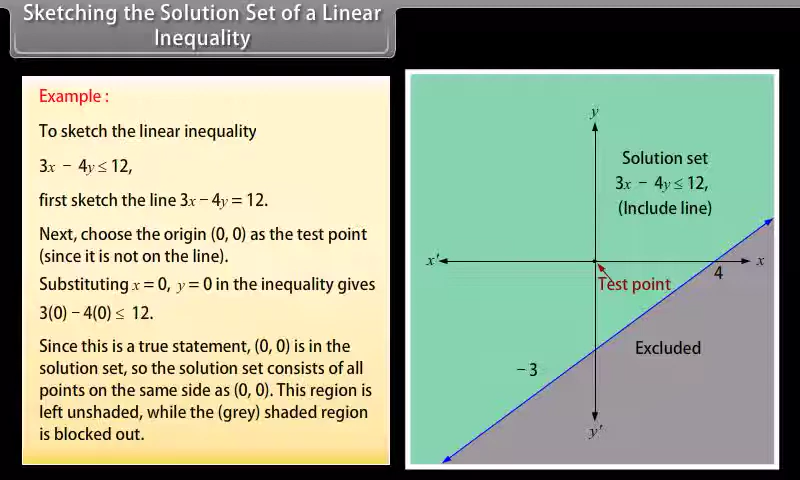 Sketching the Solution Set of a Linear
Inequality
Example :
To sketch the linear inequality
3x − 4y ≤ 12,
first sketch the line 3x − 4y = 12.
Next, choose the origin (0, 0) as the test point
(since it is not on the line).
Substituting x = 0, y = 0 in the inequality gives
3(0) − 4(0) ≤ 12.
Since this is a true statement, (0, 0) is in the
solution set, so the solution set consists of all
points on the same side as (0, 0). This region is
left unshaded, while the (grey) shaded region
is blocked out.
y
Solution set
3x − 4y ≤ 12,
(Include line)
x'
x
4
Test point
Excluded
−3
y'